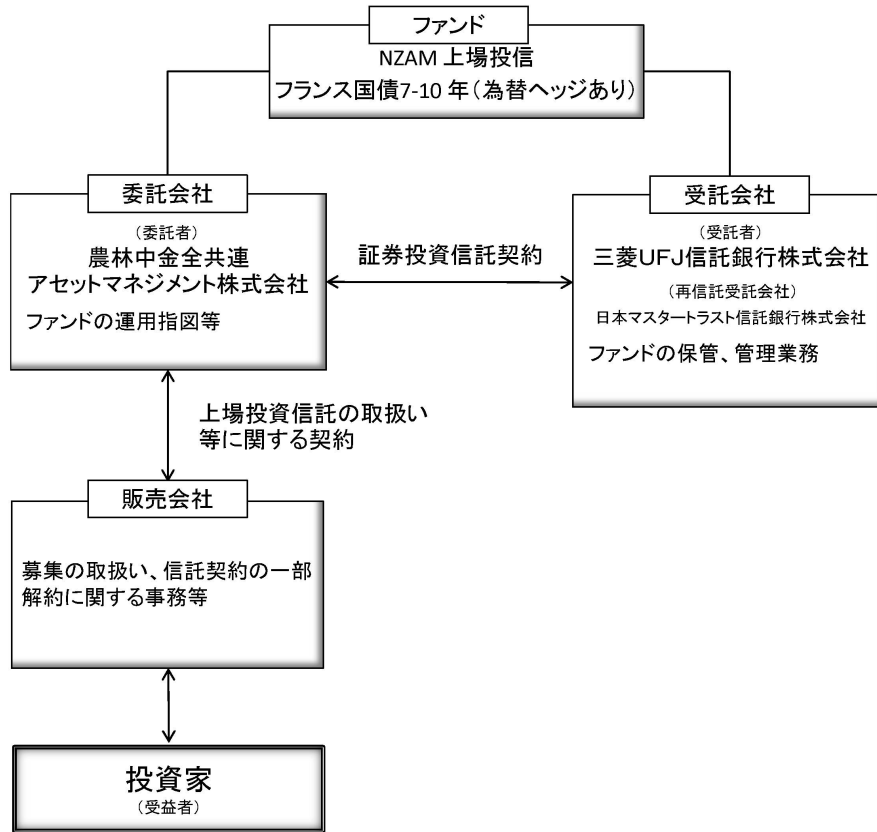 ファンド
NZAM 上場投信
フランス国債7-10 年(為替ヘッジあり)
委託会社
(委託者)
農林中金全共連
アセットマネジメント株式会社
ファンドの運用指図等
証券投資信託契約
受託会社
(受託者)
三菱UFJ信託銀行株式会社
(再信託受託会社)
日本マスタートラスト信託銀行株式会社
ファンドの保管、管理業務
上場投資信託の取扱い
等に関する契約
販売会社
募集の取扱い、信託契約の一部
解約に関する事務等
投資家
(受益者)